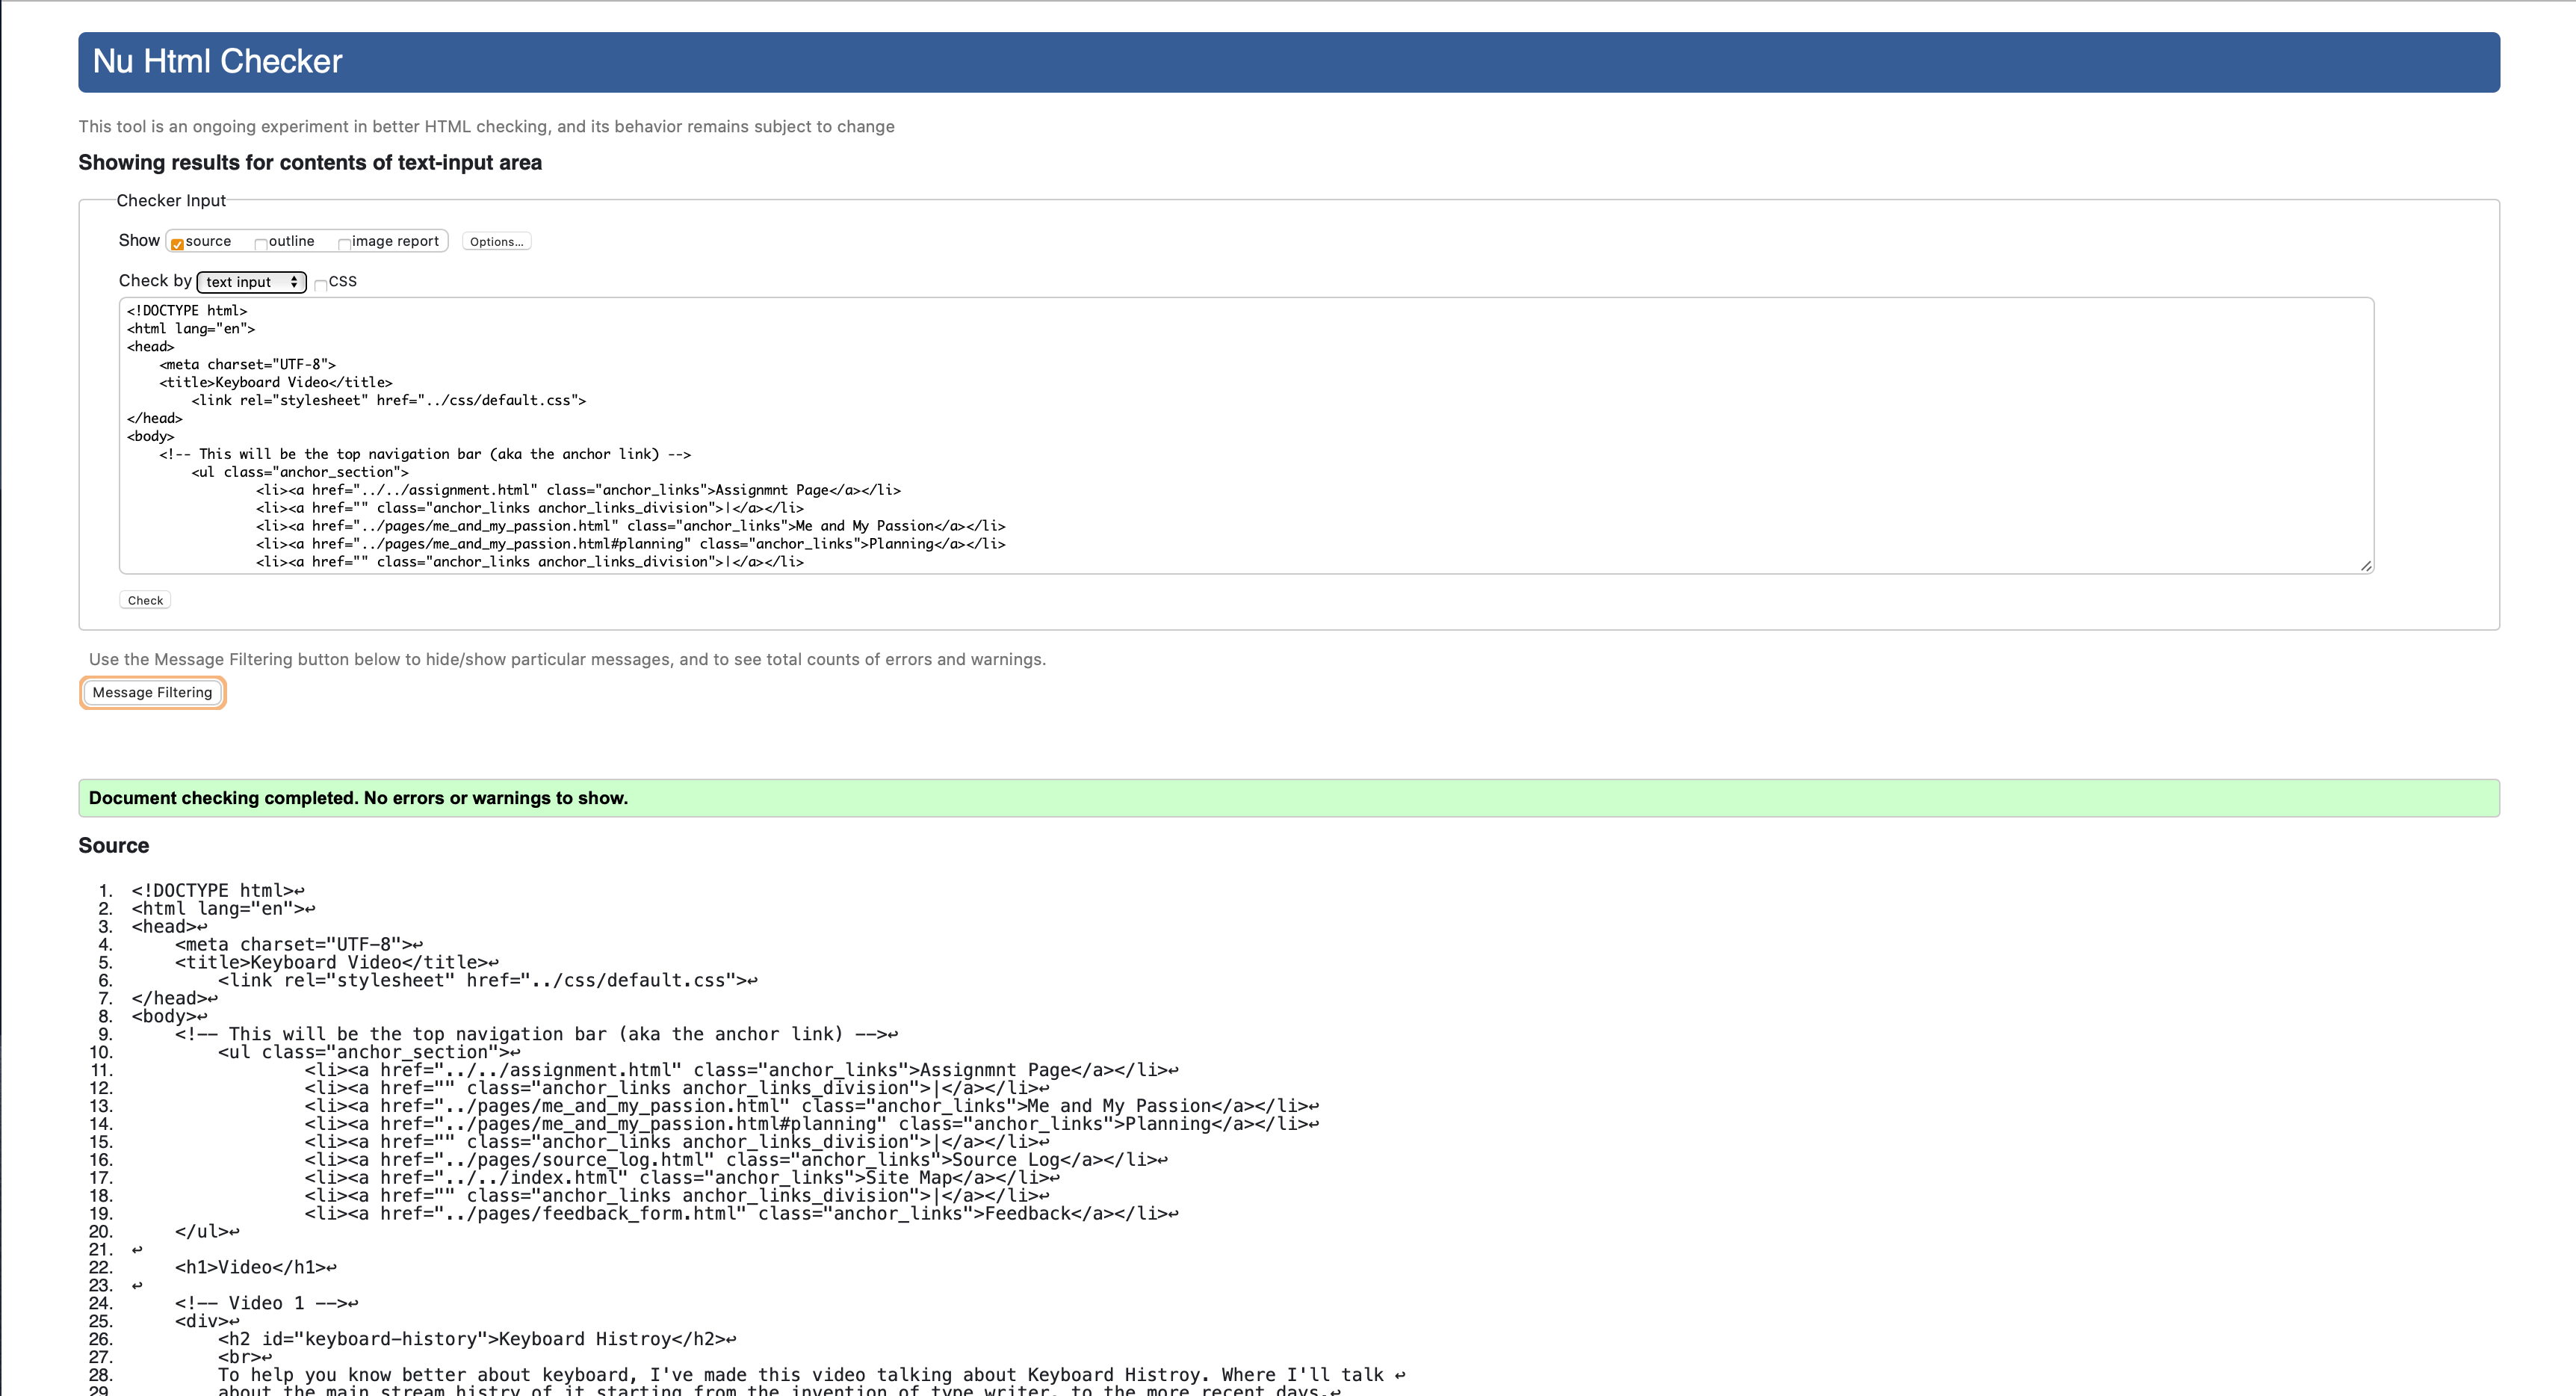 Nu Html Checker
This tool is an ongoing experiment in better HTML checking, and its behavior remains subject to change
Showing results for contents of text-input area
Checker Input
Show source outline image report Options...
Check by text input CSS
<!DOCTYPE html>
<html lang="en">
<head>
    <meta charset="UTF-8">
    <title>Keyboard Video</title>
        <link rel="stylesheet" href="../css/default.css">
</head>
<body>
    <!-- This will be the top navigation bar (aka the anchor link) -->
        <ul class="anchor_section">
                <li><a href="../../assignment.html" class="anchor_links">Assignmnt Page</a></li>
                <li><a href="" class="anchor_links anchor_links_division">|</a></li>
                <li><a href="../pages/me_and_my_passion.html" class="anchor_links">Me and My Passion</a></li>
                <li><a href="../pages/me_and_my_passion.html#planning" class="anchor_links">Planning</a></li>
                <li><a href="" class="anchor_links anchor_links_division">|</a></li>
Check
Use the Message Filtering button below to hide/show particular messages, and to see total counts of errors and warnings.
Message Filtering
Document checking completed. No errors or warnings to show.
Source
1. <!DOCTYPE html>↩
2. <html lang="en">↩
3. <head>↩
4.     <meta charset="UTF-8">↩
5.     <title>Keyboard Video</title>↩
6.         <link rel="stylesheet" href="../css/default.css">↩
7. </head>↩
8. <body>↩
9.     <!-- This will be the top navigation bar (aka the anchor link) -->↩
10.         <ul class="anchor_section">↩
11.                 <li><a href="../../assignment.html" class="anchor_links">Assignmnt Page</a></li>↩
12.                 <li><a href="" class="anchor_links anchor_links_division">|</a></li>↩
13.                 <li><a href="../pages/me_and_my_passion.html" class="anchor_links">Me and My Passion</a></li>↩
14.                 <li><a href="../pages/me_and_my_passion.html#planning" class="anchor_links">Planning</a></li>↩
15.                 <li><a href="" class="anchor_links anchor_links_division">|</a></li>↩
16.                 <li><a href="../pages/source_log.html" class="anchor_links">Source Log</a></li>↩
17.                 <li><a href="../../index.html" class="anchor_links">Site Map</a></li>↩
18.                 <li><a href="" class="anchor_links anchor_links_division">|</a></li>↩
19.                 <li><a href="../pages/feedback_form.html" class="anchor_links">Feedback</a></li>↩
20.     </ul>↩
21. ↩
22.     <h1>Video</h1>↩
23. ↩
24.     <!-- Video 1 -->↩
25.     <div>↩
26.         <h2 id="keyboard-history">Keyboard Histroy</h2>↩
27.         <br>↩
28.         To help you know better about keyboard, I've made this video talking about Keyboard Histroy. Where I'll talk ↩
29.         about the main stream histry of it starting from the invention of type writer, to the more recent days.↩